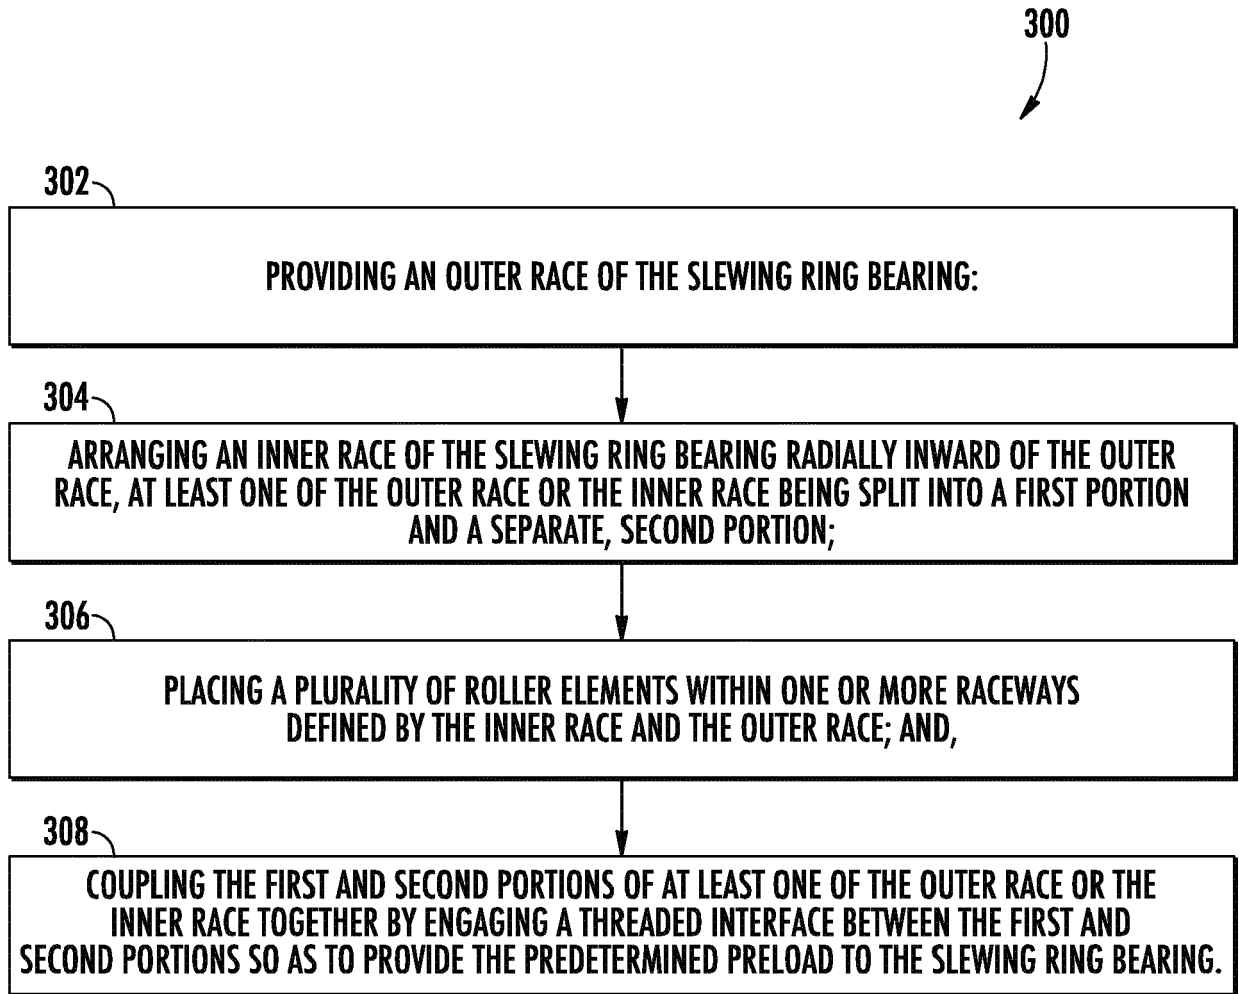 300
302
PROVIDING AN OUTER RACE OF THE SLEWING RING BEARING:
304
ARRANGING AN INNER RACE OF THE SLEWING RING BEARING RADIALLY INWARD OF THE OUTER
RACE, AT LEAST ONE OF THE OUTER RACE OR THE INNER RACE BEING SPLIT INTO A FIRST PORTION
AND A SEPARATE, SECOND PORTION;
306
PLACING A PLURALITY OF ROLLER ELEMENTS WITHIN ONE OR MORE RACEWAYS
DEFINED BY THE INNER RACE AND THE OUTER RACE; AND,
308
COUPLING THE FIRST AND SECOND PORTIONS OF AT LEAST ONE OF THE OUTER RACE OR THE
INNER RACE TOGETHER BY ENGAGING A THREADED INTERFACE BETWEEN THE FIRST AND
SECOND PORTIONS SO AS TO PROVIDE THE PREDETERMINED PRELOAD TO THE SLEWING RING BEARING.